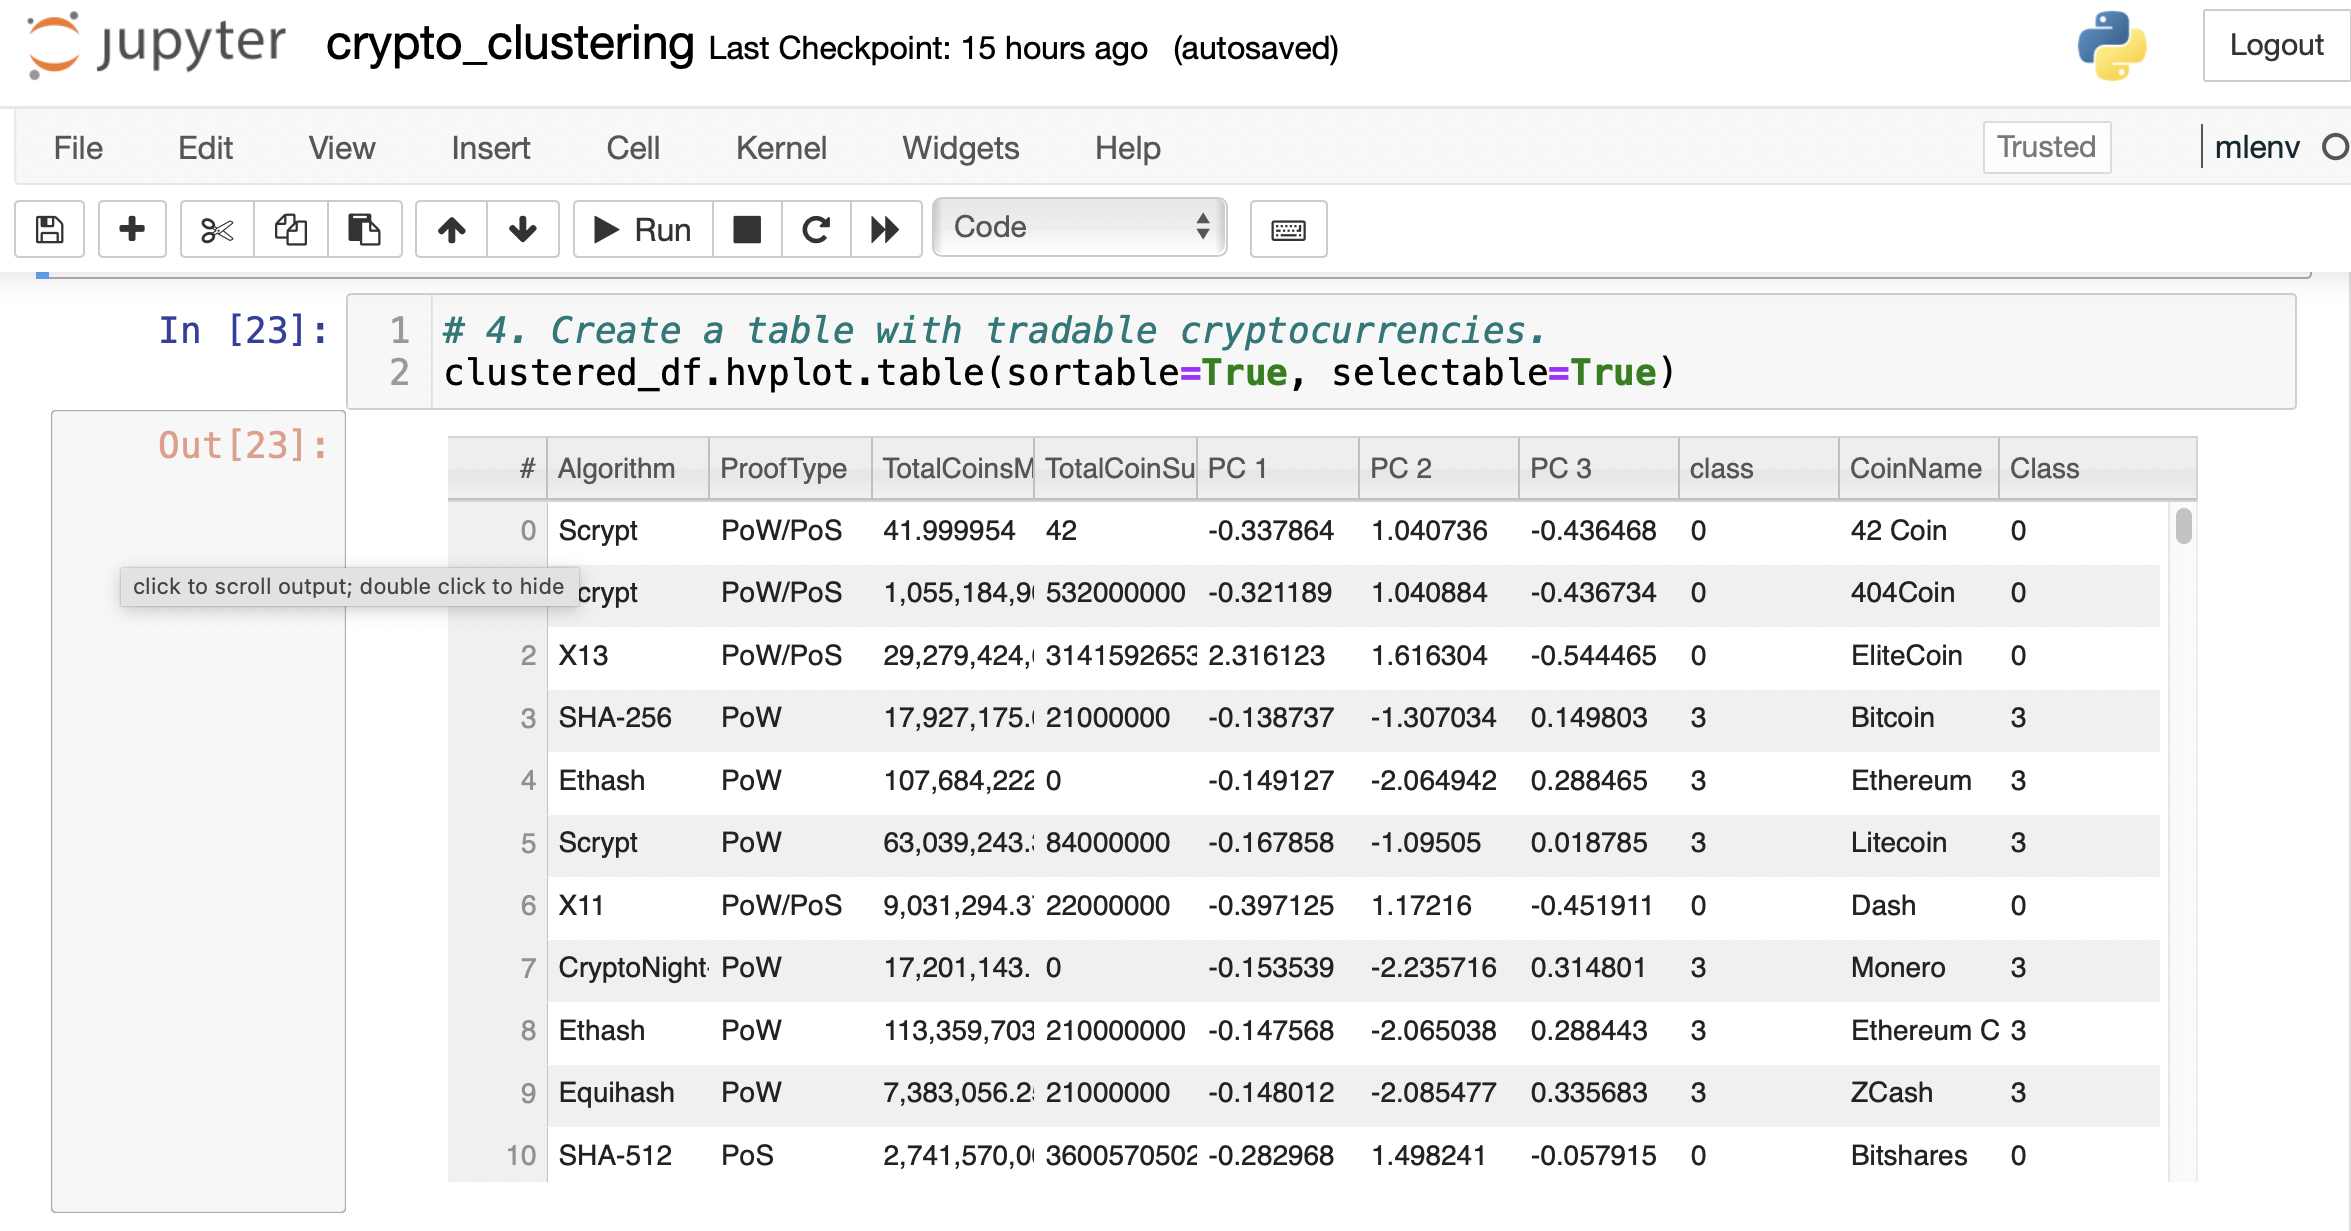 jupyter crypto_clustering Last Checkpoint: 15 hours ago (autosaved) Logout
File Edit View Insert Cell Kernel Widgets Help Trusted mlenv
Run Code
In [23]: 1 # 4. Create a table with tradable cryptocurrencies.
2 clustered_df.hvplot.table(sortable=True, selectable=True)
Out[23]:
# Algorithm ProofType TotalCoinsM TotalCoinSu PC 1 PC 2 PC 3 class CoinName Class
0 Scrypt PoW/PoS 41.999954 42 -0.337864 1.040736 -0.436468 0 42 Coin 0
click to scroll output; double click to hide
crypt PoW/PoS 1,055,184,9 532000000 -0.321189 1.040884 -0.436734 0 404Coin 0
2 X13 PoW/PoS 29,279,424, 3141592653 2.316123 1.616304 -0.544465 0 EliteCoin 0
3 SHA-256 PoW 17,927,175. 21000000 -0.138737 -1.307034 0.149803 3 Bitcoin 3
4 Ethash PoW 107,684,222 0 -0.149127 -2.064942 0.288465 3 Ethereum 3
5 Scrypt PoW 63,039,243. 84000000 -0.167858 -1.09505 0.018785 3 Litecoin 3
6 X11 PoW/PoS 9,031,294.3 22000000 -0.397125 1.17216 -0.451911 0 Dash 0
7 CryptoNight- PoW 17,201,143. 0 -0.153539 -2.235716 0.314801 3 Monero 3
8 Ethash PoW 113,359,703 210000000 -0.147568 -2.065038 0.288443 3 Ethereum C 3
9 Equihash PoW 7,383,056.2 21000000 -0.148012 -2.085477 0.335683 3 ZCash 3
10 SHA-512 PoS 2,741,570,0 3600570502 -0.282968 1.498241 -0.057915 0 Bitshares 0